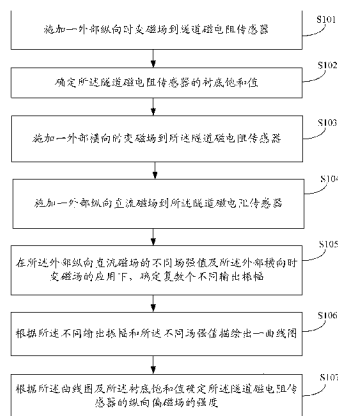 S101
施加一外部纵向时变磁场到隧道磁电阻传感器
S102
确定所述隧道磁电阻传感器的衬底饱和值
S103
施加一外部横向时变磁场到所述隧道磁电阻传感器
S104
施加一外部纵向直流磁场到所述隧道磁电阻传感器
S105
在所述外部纵向直流磁场的不同场强值及所述外部横向时
变磁场的应用下，确定复数个不同输出振幅
S106
根据所述不同输出振幅和所述不同场强值描绘出一曲线图
S107
根据所述曲线图及所述衬底饱和值确定所述隧道磁电阻传
感器的纵向偏磁场的强度